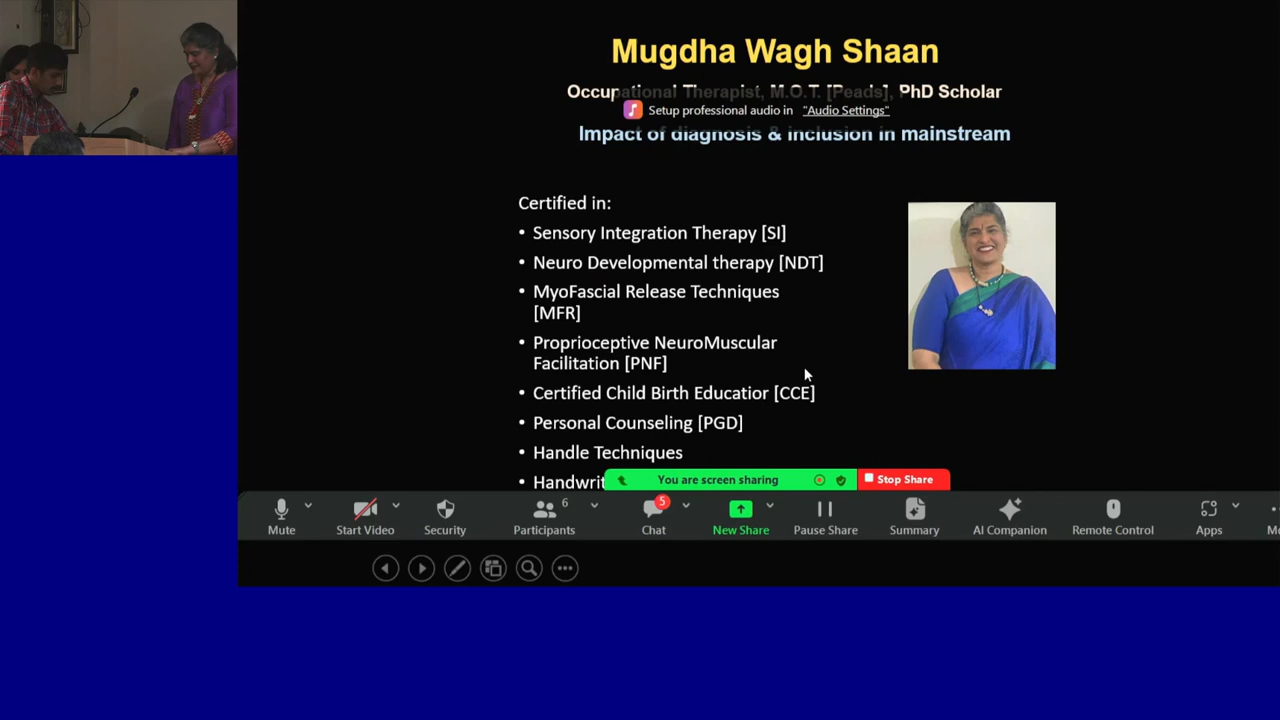 Mugdha Wagh Shaan
Occupational Therapist, M.O.T. [Peads], PhD Scholar
Setup professional audio in "Audio Settings"
Impact of diagnosis & inclusion in mainstream
Certified in:
• Sensory Integration Therapy [SI]
• Neuro Developmental therapy [NDT]
• MyoFascial Release Techniques
[MFR]
• Proprioceptive NeuroMuscular
Facilitation [PNF]
• Certified Child Birth Educatior [CCE]
• Personal Counseling [PGD]
• Handle Techniques
• Handwrit
You are screen sharing Stop Share
6 5
Mute Start Video Security Participants Chat New Share Pause Share Summary AI Companion Remote Control Apps Mo